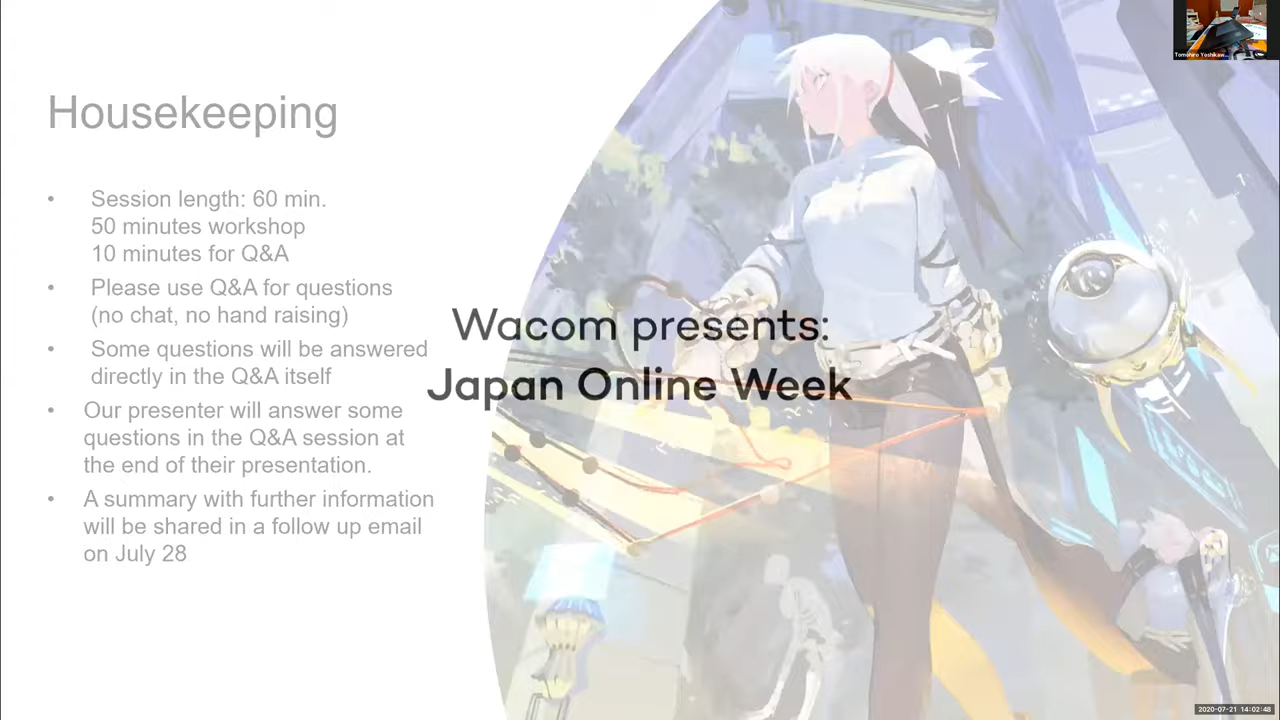 Housekeeping
• Session length: 60 min.
50 minutes workshop
10 minutes for Q&A
• Please use Q&A for questions
(no chat, no hand raising)
• Some questions will be answered
directly in the Q&A itself
• Our presenter will answer some
questions in the Q&A session at
the end of their presentation.
• A summary with further information
will be shared in a follow up email
on July 28
Wacom presents:
Japan Online Week
Tomohiro Yoshikaw...
2020-07-21 14:02:48